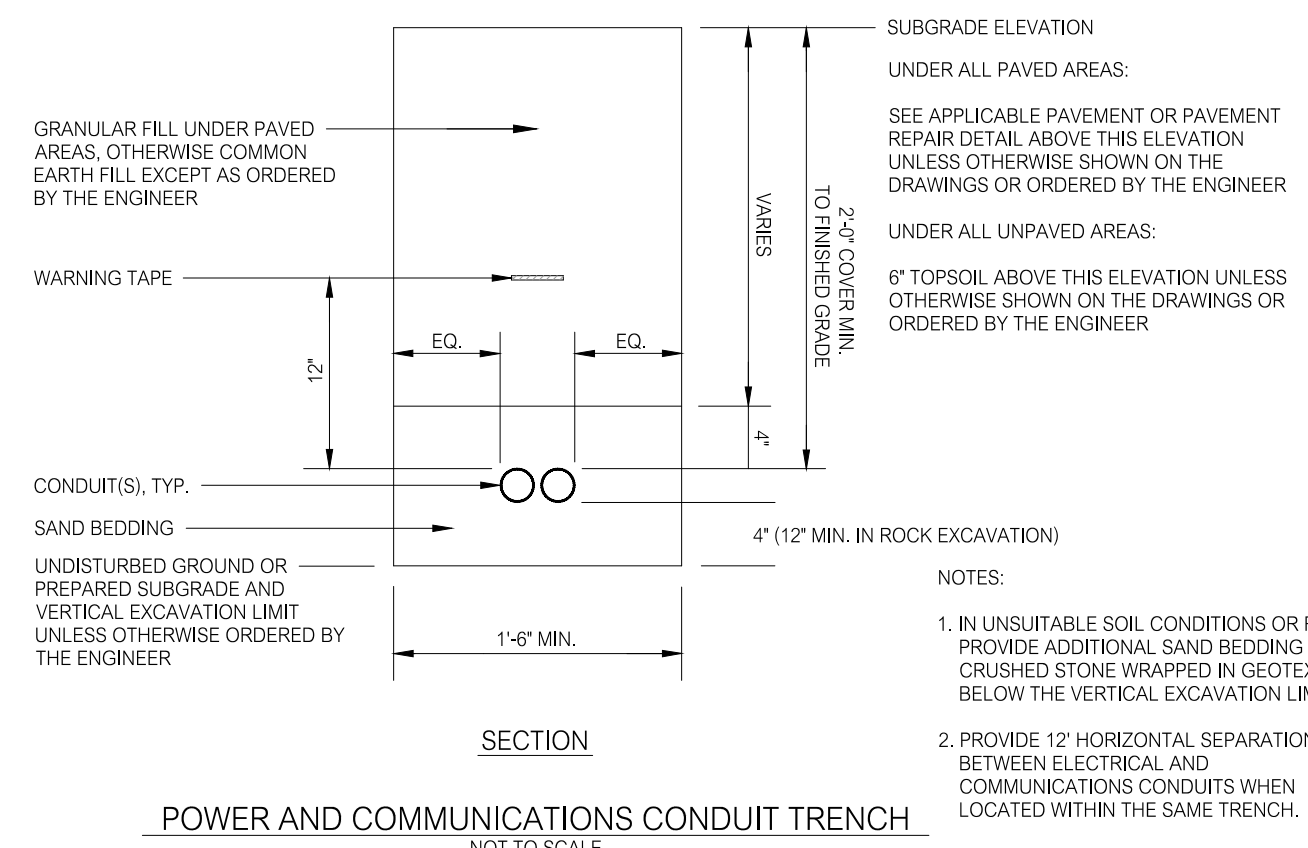 SUBGRADE ELEVATION
UNDER ALL PAVED AREAS:
SEE APPLICABLE PAVEMENT OR PAVEMENT
REPAIR DETAIL ABOVE THIS ELEVATION
UNLESS OTHERWISE SHOWN ON THE
DRAWINGS OR ORDERED BY THE ENGINEER
UNDER ALL UNPAVED AREAS:
6" TOPSOIL ABOVE THIS ELEVATION UNLESS
OTHERWISE SHOWN ON THE DRAWINGS OR
ORDERED BY THE ENGINEER
GRANULAR FILL UNDER PAVED
AREAS, OTHERWISE COMMON
EARTH FILL EXCEPT AS ORDERED
BY THE ENGINEER
WARNING TAPE
12"
EQ.
EQ.
VARIES
2'-0" COVER MIN.
TO FINISHED GRADE
4"
CONDUIT(S), TYP.
SAND BEDDING
4" (12" MIN. IN ROCK EXCAVATION)
UNDISTURBED GROUND OR
PREPARED SUBGRADE AND
VERTICAL EXCAVATION LIMIT
UNLESS OTHERWISE ORDERED BY
THE ENGINEER
1'-6" MIN.
NOTES:
1. IN UNSUITABLE SOIL CONDITIONS OR
PROVIDE ADDITIONAL SAND BEDDING
CRUSHED STONE WRAPPED IN
BELOW THE VERTICAL EXCAVATION
2. PROVIDE 12' HORIZONTAL SEPARATION
BETWEEN ELECTRICAL AND
COMMUNICATIONS CONDUITS WHEN
LOCATED WITHIN THE SAME TRENCH.
SECTION
POWER AND COMMUNICATIONS CONDUIT TRENCH
NOT TO SCALE